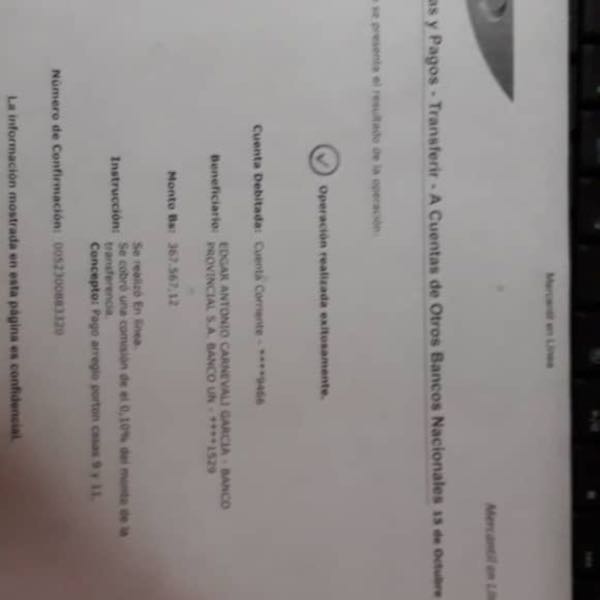 Mercantil en Línea
Mercantil en
as y Pagos - Transferir - A Cuentas de Otros Bancos Nacionales 15 de Octubre
se presenta el resultado de la operación:
Operación realizada exitosamente.
Cuenta Debitada: Cuenta Corriente - ****9466
Beneficiario: EDGAR ANTONIO CARNEVALI GARCIA - BANCO
PROVINCIAL S.A. BANCO UN - ****1529
Monto Bs: 367.567,12
Instrucción: Se realizó En línea.
Se cobró una comisión de el 0,10% del monto de la
transferencia.
Concepto: Pago arreglo porton casas 9 y 11.
Número de Confirmación: 0052300883320
La información mostrada en esta página es confidencial.